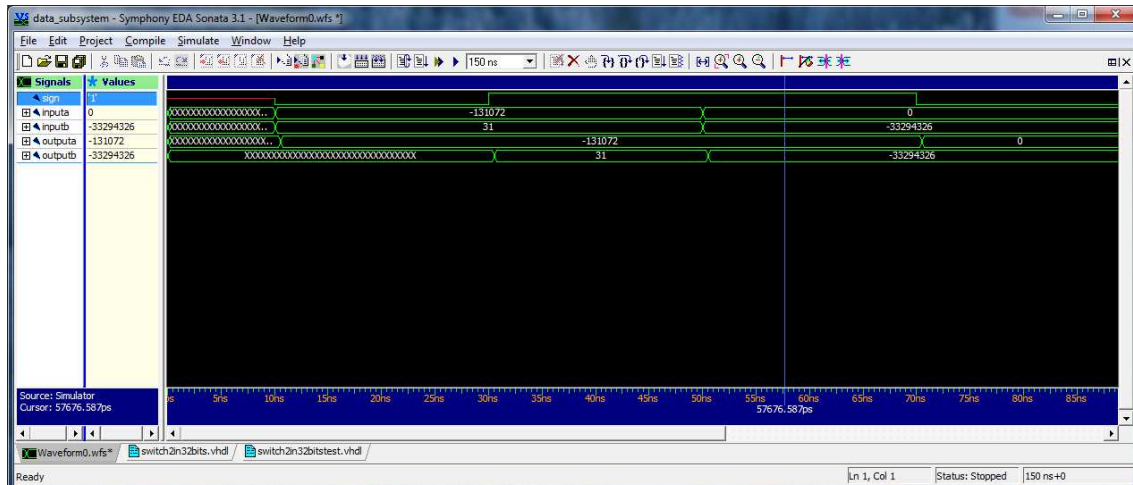 data_subsystem - Symphony EDA Sonata 3.1 - [Waveform0.wfs *]
File Edit Project Compile Simulate Window Help
150 ns
Signals Values
sign '1'
inputa 0 XXXXXXXXXXXXXXXXX.. -131072 0
inputb -33294326 XXXXXXXXXXXXXXXXX.. 31 -33294326
outputa -131072 XXXXXXXXXXXXXXXXXX.. -131072 0
outputb -33294326 XXXXXXXXXXXXXXXXXXXXXXXXXXXXXXXX 31 -33294326
Source: Simulator
Cursor: 57676.587ps
5ns 10ns 15ns 20ns 25ns 30ns 35ns 40ns 45ns 50ns 55ns 60ns 65ns 70ns 75ns 80ns 85ns
57676.587ps
Waveform0.wfs* switch2in32bits.vhdl switch2in32bitstest.vhdl
Ready Ln 1, Col 1 Status: Stopped 150 ns+0